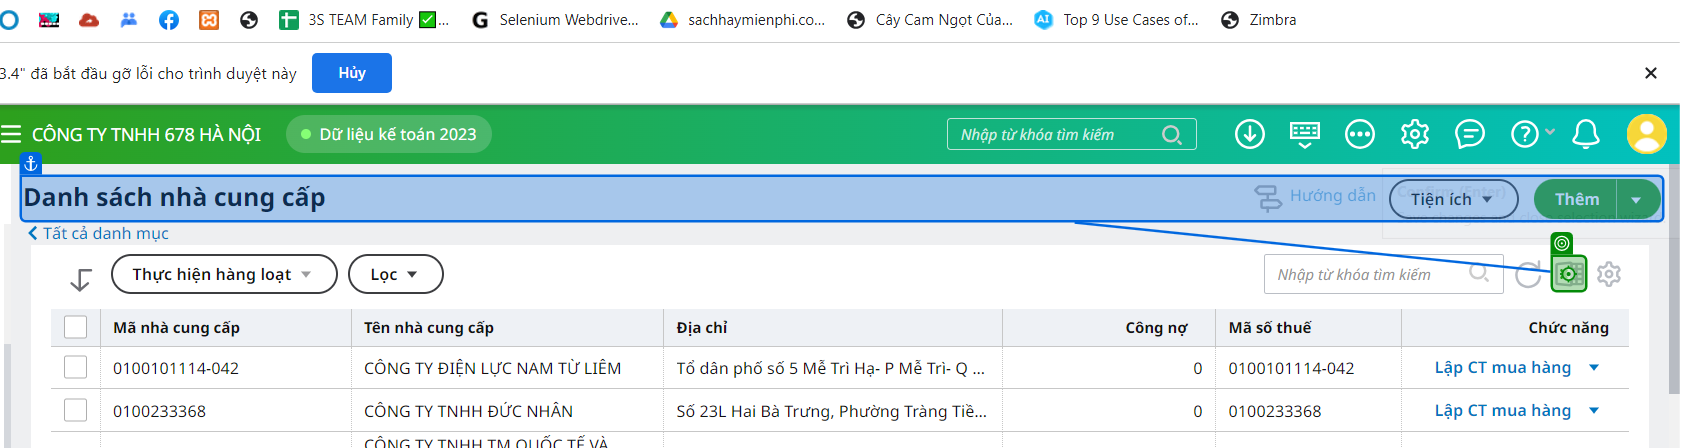 3S TEAM Family ✅...
Selenium Webdrive...
sachhaymienphi.co...
Cây Cam Ngọt Của...
AI
Top 9 Use Cases of...
Zimbra
3.4" đã bắt đầu gỡ lỗi cho trình duyệt này
Hủy
CÔNG TY TNHH 678 HÀ NỘI
Dữ liệu kế toán 2023
Nhập từ khóa tìm kiếm
Danh sách nhà cung cấp
Hướng dẫn
Confirm (Enter)
Tiện ích
Thêm
Tất cả danh mục
Thực hiện hàng loạt
Lọc
Nhập từ khóa tìm kiếm
Mã nhà cung cấp Tên nhà cung cấp Địa chỉ Công nợ Mã số thuế Chức năng
0100101114-042 CÔNG TY ĐIỆN LỰC NAM TỪ LIÊM Tổ dân phố số 5 Mễ Trì Hạ- P Mễ Trì- Q ... 0 0100101114-042 Lập CT mua hàng
0100233368 CÔNG TY TNHH ĐỨC NHÂN Số 23L Hai Bà Trưng, Phường Tràng Tiề... 0 0100233368 Lập CT mua hàng
CÔNG TY TNHH TM QUỐC TẾ VÀ